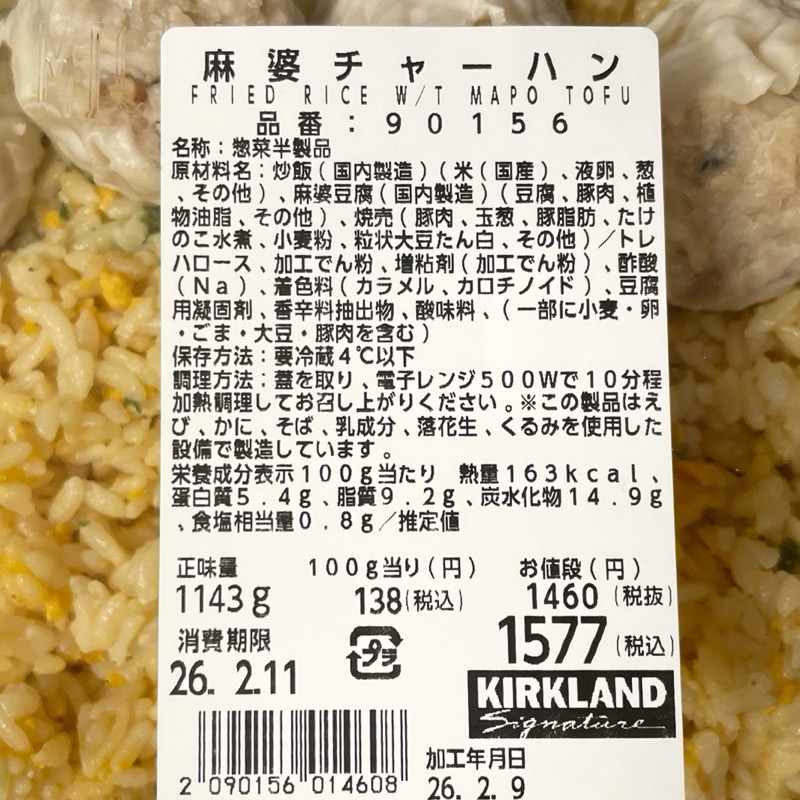 麻婆チャーハン
FRIED RICE W/T MAPO TOFU
品番：90156
名称：惣菜半製品
原材料名：炒飯（国内製造）（米（国産）、液卵、葱
、その他）、麻婆豆腐（国内製造）（豆腐、豚肉、植
物油脂、その他）、焼売（豚肉、玉葱、豚脂肪、たけ
のこ水煮、小麦粉、粒状大豆たん白、その他）／トレ
ハロース、加工でん粉、増粘剤（加工でん粉）、酢酸
（Ｎａ）、着色料（カラメル、カロチノイド）、豆腐
用凝固剤、香辛料抽出物、酸味料、（一部に小麦・卵
・ごま・大豆・豚肉を含む）
保存方法：要冷蔵４℃以下
調理方法：蓋を取り、電子レンジ５００Ｗで１０分程
加熱調理してお召し上がりください。※この製品はえ
び、かに、そば、乳成分、落花生、くるみを使用した
設備で製造しています。
栄養成分表示１００ｇ当たり　熱量１６３ｋｃａｌ、
蛋白質５．４ｇ、脂質９．２ｇ、炭水化物１４．９ｇ
、食塩相当量０．８ｇ／推定値
正味量　１００ｇ当り（円）　お値段（円）
1143g　138(税込)　1460（税抜）
消費期限　プラ　1577（税込）
26. 2.11
KIRKLAND
Signature
2 090156 014608
加工年月日
26. 2. 9